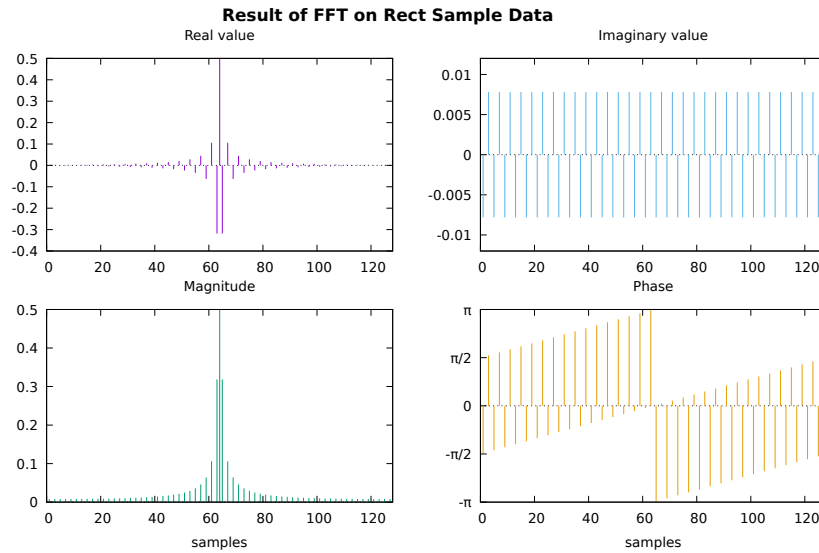 Result of FFT on Rect Sample Data
Real value
0.5
0.4
0.3
0.2
0.1
0
-0.1
-0.2
-0.3
-0.4
0 20 40 60 80 100 120
Imaginary value
0.01
0.005
0
-0.005
-0.01
0 20 40 60 80 100 120
Magnitude
0.5
0.4
0.3
0.2
0.1
0
0 20 40 60 80 100 120
samples
Phase
π
π/2
0
-π/2
-π
0 20 40 60 80 100 120
samples